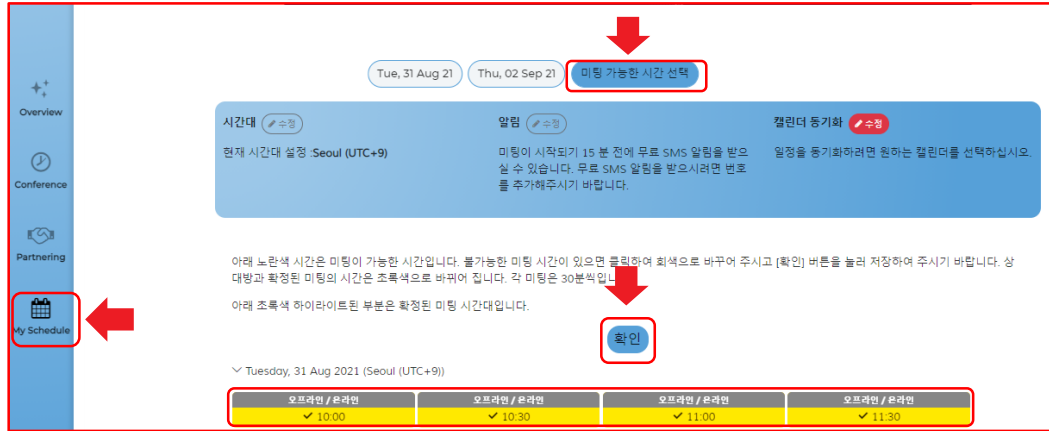 Tue, 31 Aug 21 Thu, 02 Sep 21 미팅 가능한 시간 선택
Overview
Conference
Partnering
My Schedule
시간대 수정
현재 시간대 설정 :Seoul (UTC+9)
알림 수정
미팅이 시작되기 15 분 전에 무료 SMS 알림을 받으
실 수 있습니다. 무료 SMS 알림을 받으시려면 번호
를 추가해주시기 바랍니다.
캘린더 동기화 수정
일정을 동기화하려면 원하는 캘린더를 선택하십시오.
아래 노란색 시간은 미팅이 가능한 시간입니다. 불가능한 미팅 시간이 있으면 클릭하여 회색으로 바꾸어 주시고 [확인] 버튼을 눌러 저장하여 주시기 바랍니다. 상
대방과 확정된 미팅의 시간은 초록색으로 바뀌어 집니다. 각 미팅은 30분씩입니
아래 초록색 하이라이트된 부분은 확정된 미팅 시간대입니다.
확인
Tuesday, 31 Aug 2021 (Seoul (UTC+9))
오프라인 / 온라인 오프라인 / 온라인 오프라인 / 온라인 오프라인 / 온라인
✔ 10:00 ✔ 10:30 ✔ 11:00 ✔ 11:30